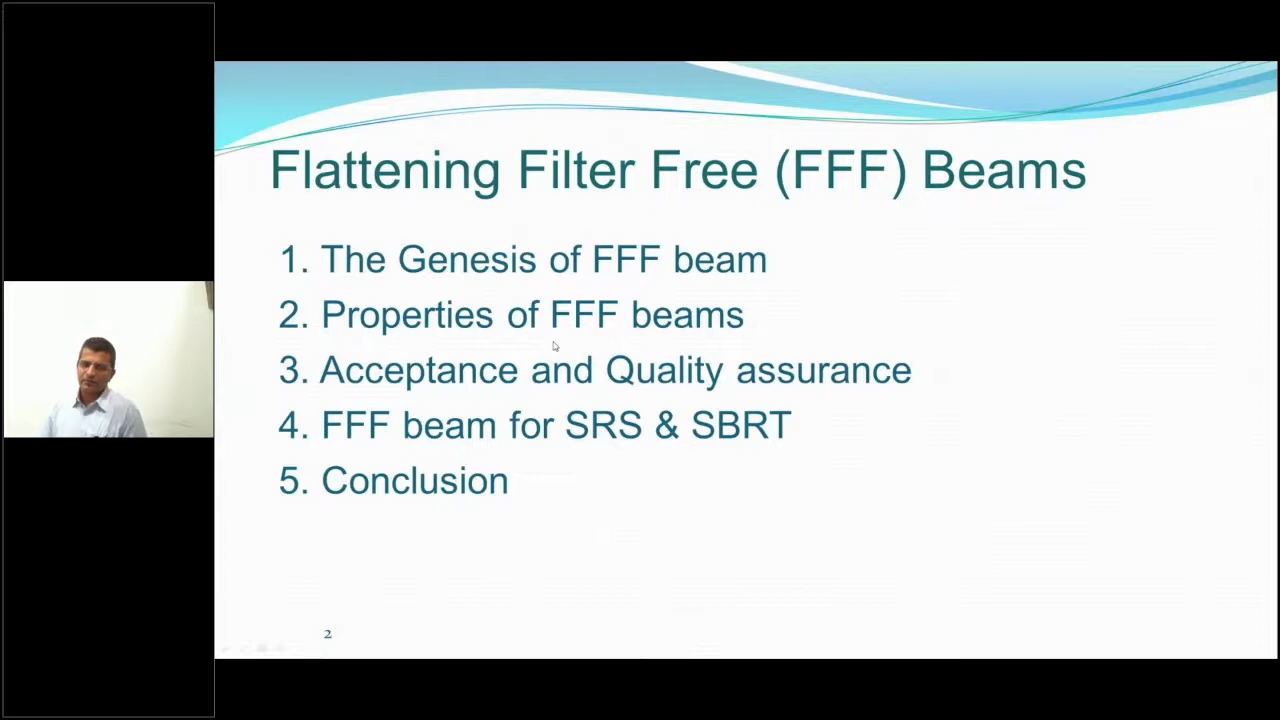 Flattening Filter Free (FFF) Beams
1. The Genesis of FFF beam
2. Properties of FFF beams
3. Acceptance and Quality assurance
4. FFF beam for SRS & SBRT
5. Conclusion
2